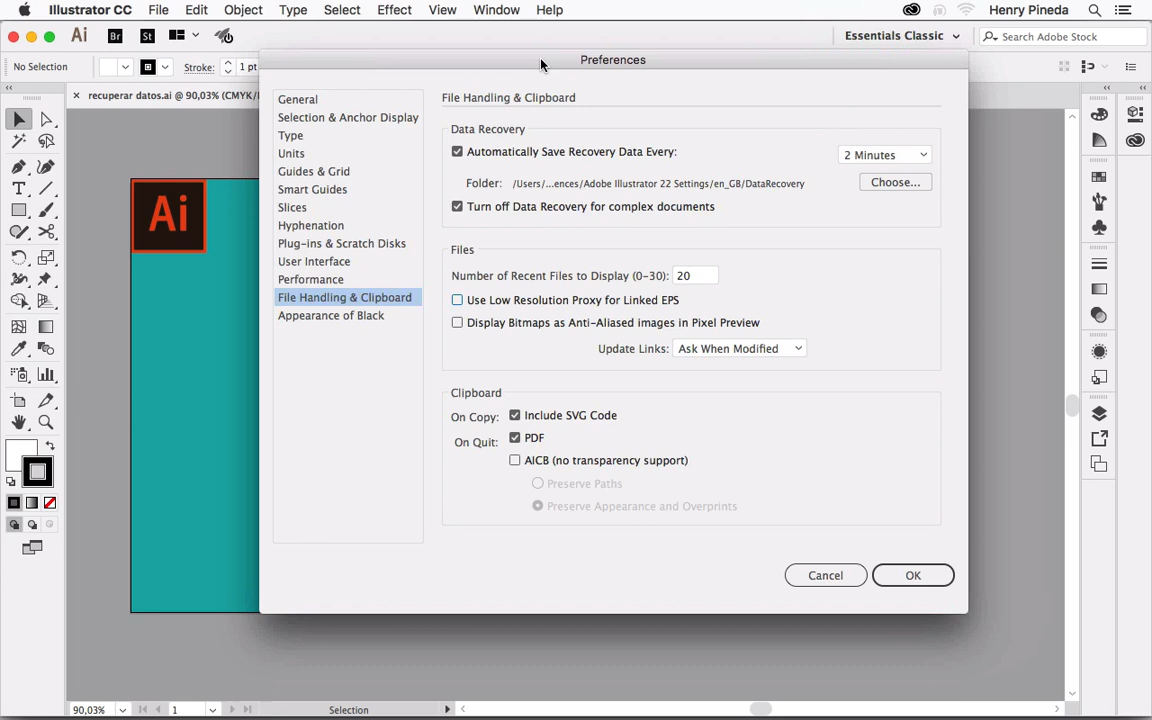 Illustrator CC File Edit Object Type Select Effect View Window Help Henry Pineda
Ai Br St Essentials Classic Search Adobe Stock
No Selection Stroke: 1 pt
Preferences
recuperar datos.ai @ 90,03% (CMYK/
General
Selection & Anchor Display
Type
Units
Guides & Grid
Smart Guides
Slices
Hyphenation
Plug-ins & Scratch Disks
User Interface
Performance
File Handling & Clipboard
Appearance of Black
File Handling & Clipboard
Data Recovery
Automatically Save Recovery Data Every: 2 Minutes
Folder: /Users/...ences/Adobe Illustrator 22 Settings/en_GB/DataRecovery Choose...
Turn off Data Recovery for complex documents
Files
Number of Recent Files to Display (0-30): 20
Use Low Resolution Proxy for Linked EPS
Display Bitmaps as Anti-Aliased images in Pixel Preview
Update Links: Ask When Modified
Clipboard
On Copy: Include SVG Code
On Quit: PDF
AICB (no transparency support)
Preserve Paths
Preserve Appearance and Overprints
Cancel OK
Ai
90,03% 1 Selection